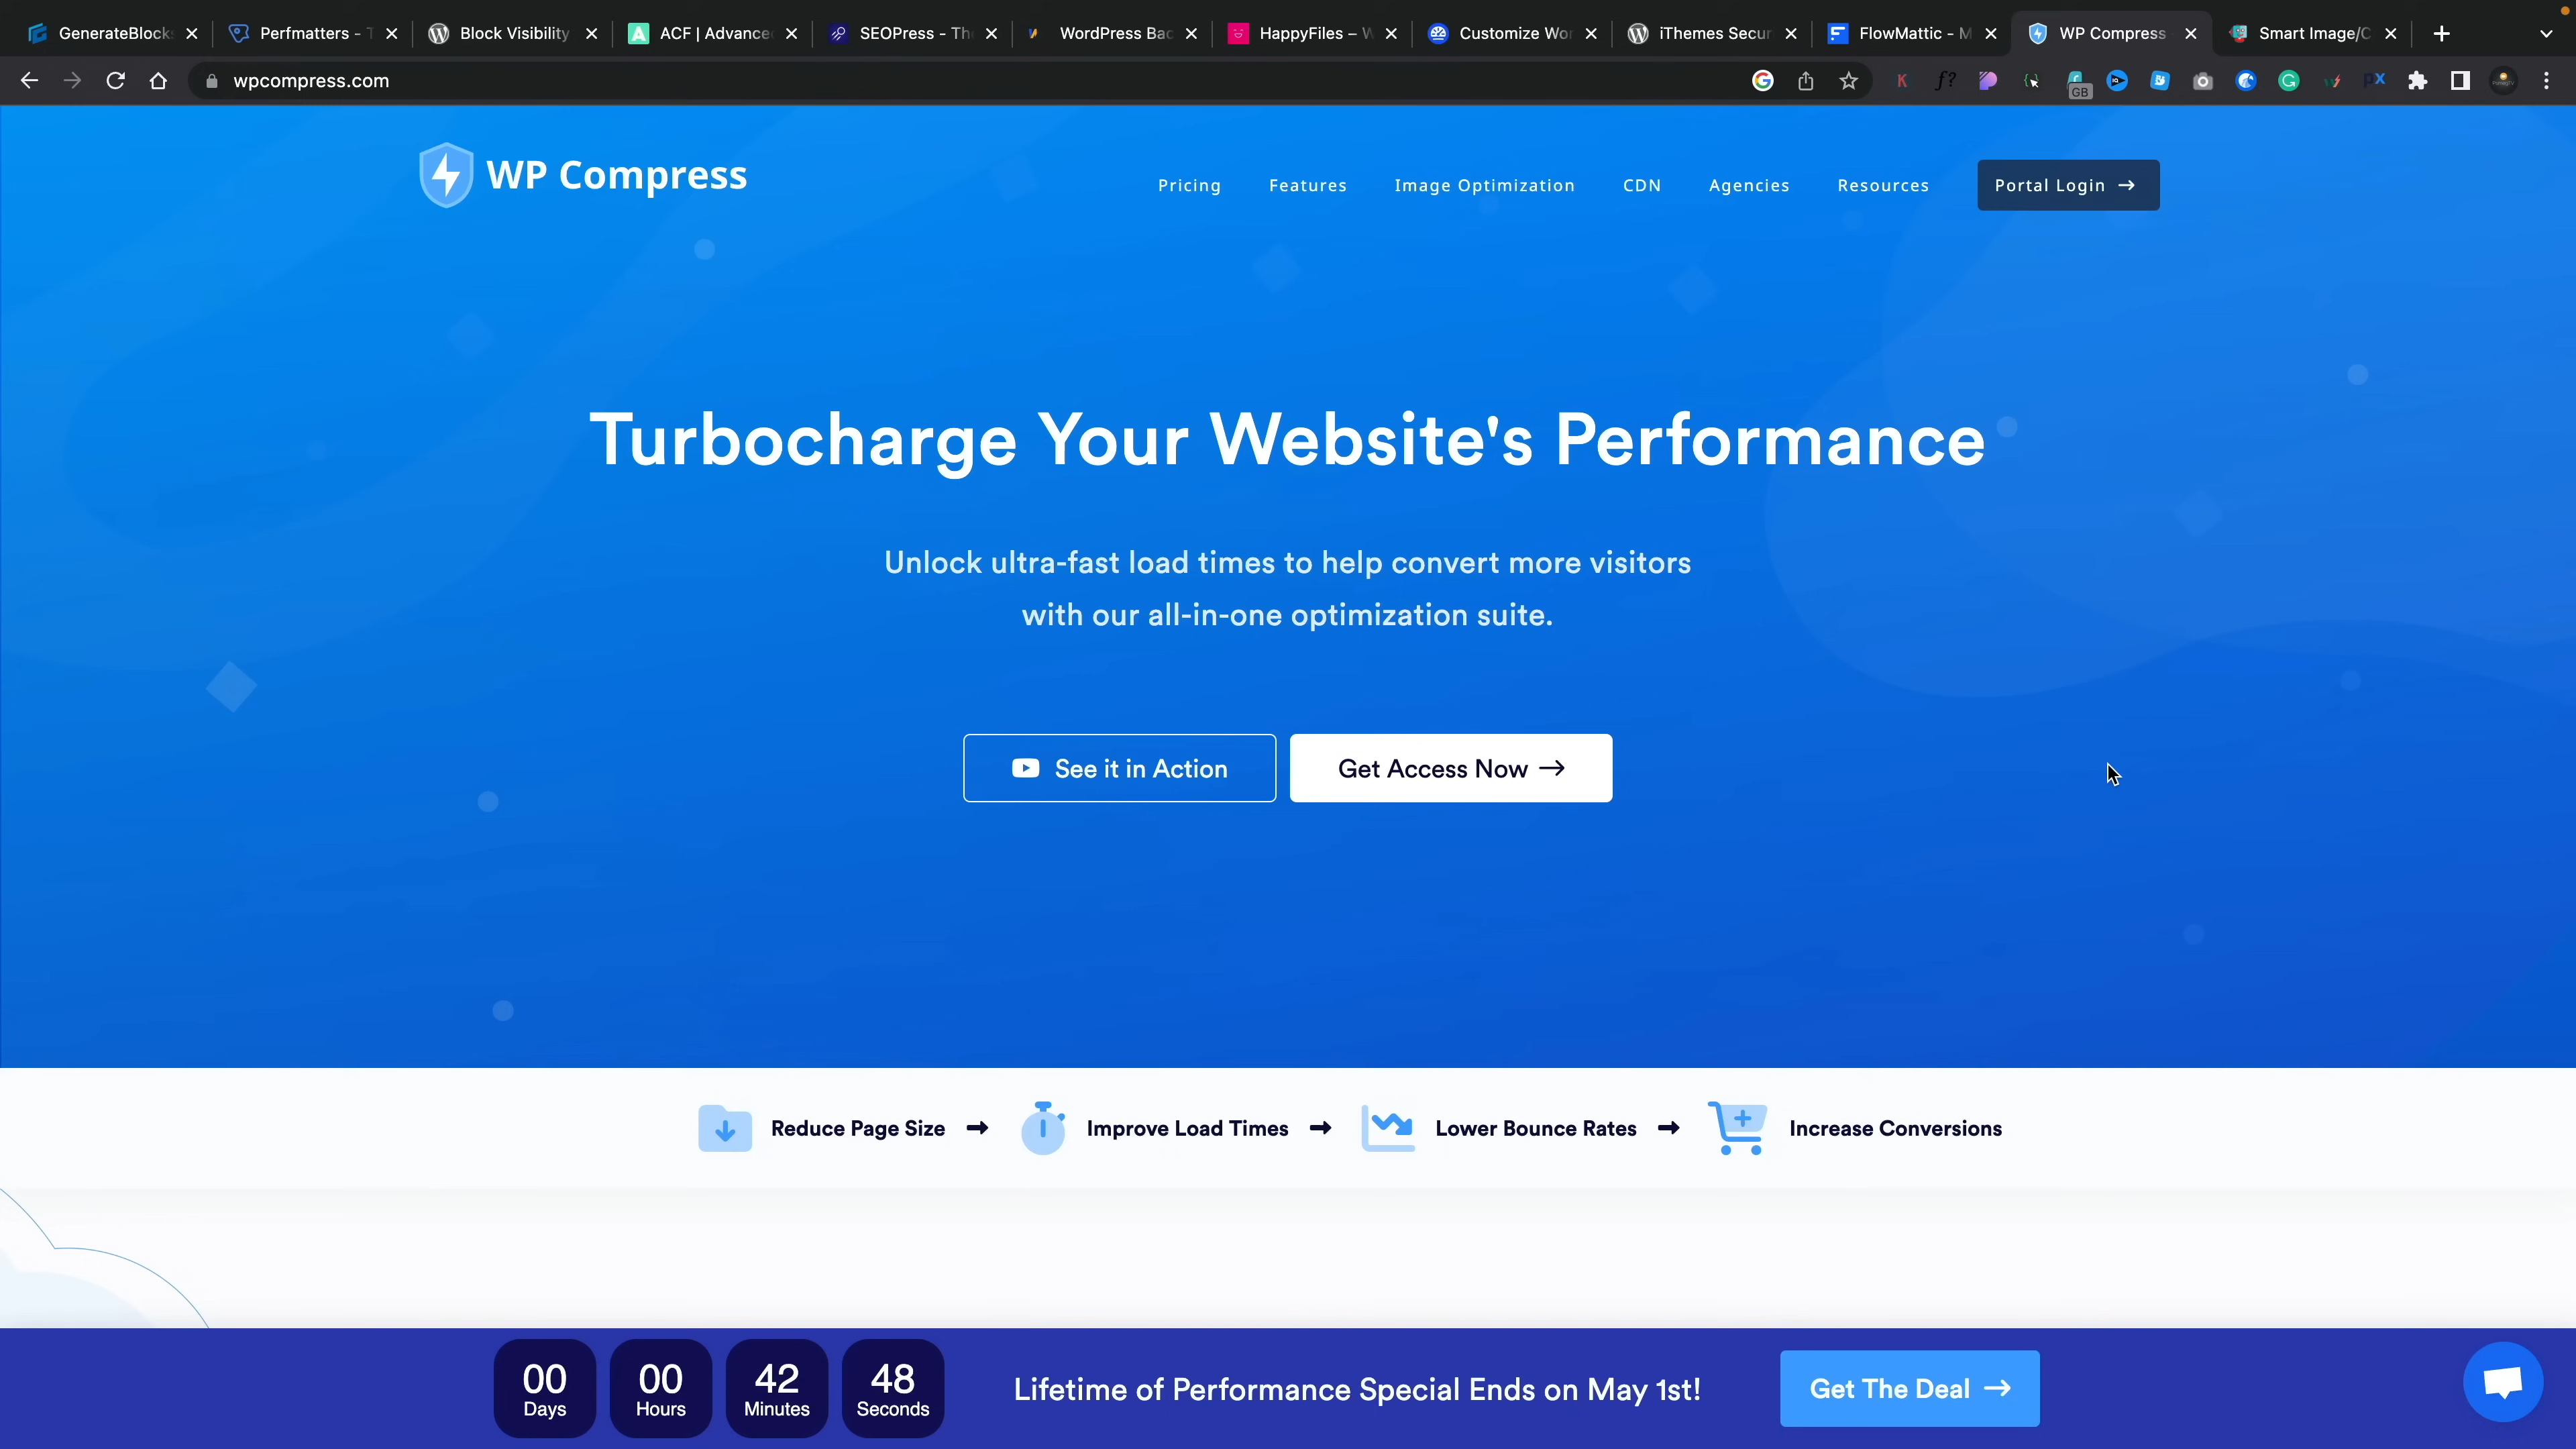 GenerateBlocks
Perfmatters - T
Block Visibility
ACF | Advance
SEOPress - The
WordPress Bac
HappyFiles – W
Customize Wor
iThemes Secur
FlowMattic - M
WP Compress
Smart Image/C
wpcompress.com
GB
WP Compress
Pricing
Features
Image Optimization
CDN
Agencies
Resources
Portal Login →
Turbocharge Your Website's Performance
Unlock ultra-fast load times to help convert more visitors
with our all-in-one optimization suite.
See it in Action
Get Access Now →
Reduce Page Size →
Improve Load Times →
Lower Bounce Rates →
Increase Conversions
00 00 42 48
Days Hours Minutes Seconds
Lifetime of Performance Special Ends on May 1st!
Get The Deal →